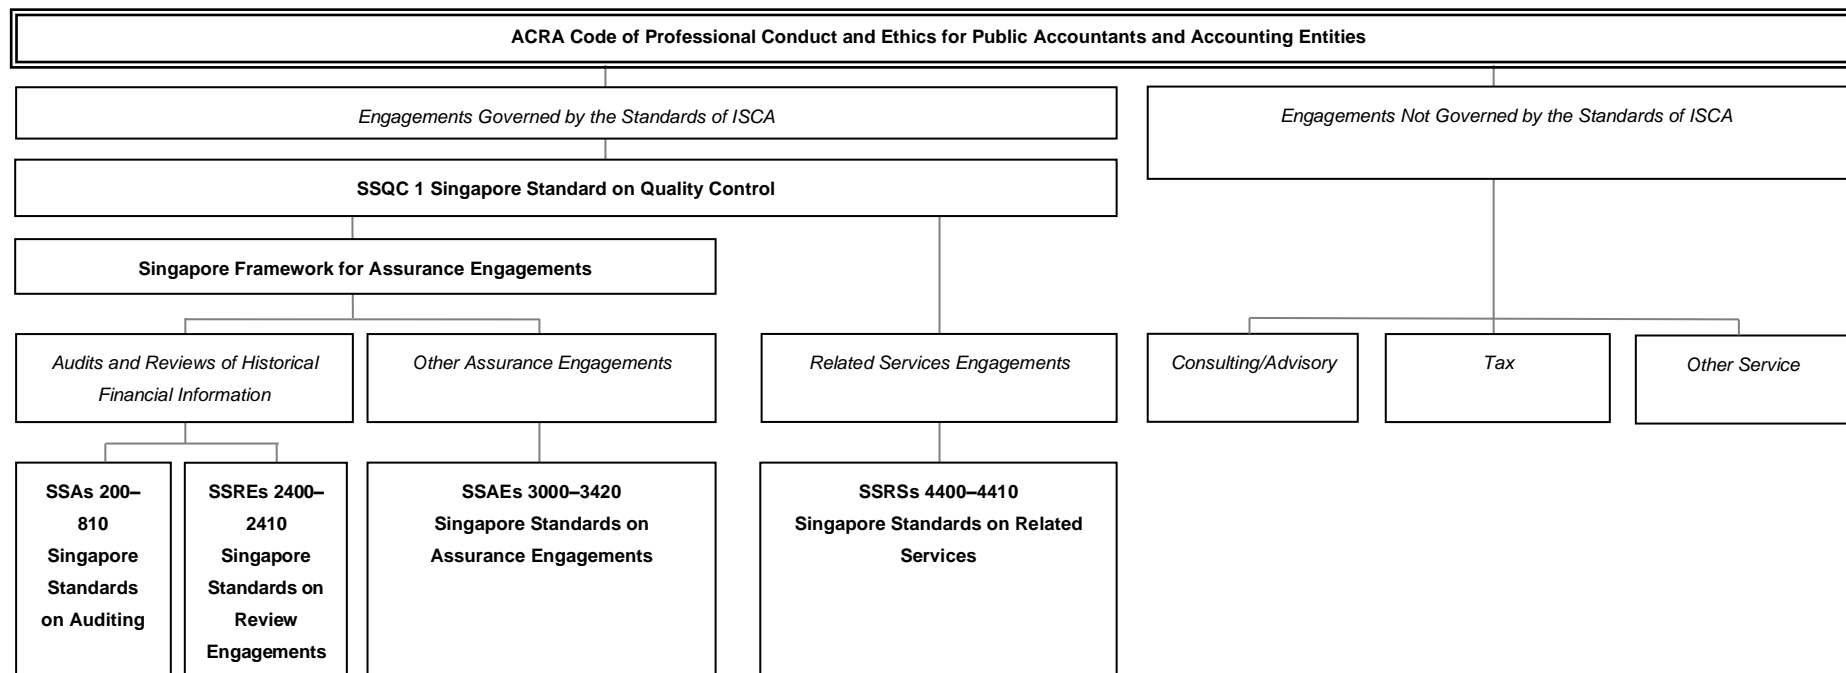 ACRA Code of Professional Conduct and Ethics for Public Accountants and Accounting Entities
Engagements Governed by the Standards of ISCA
Engagements Not Governed by the Standards of ISCA
SSQC 1 Singapore Standard on Quality Control
Singapore Framework for Assurance Engagements
Audits and Reviews of Historical
Financial Information
Other Assurance Engagements
Related Services Engagements
Consulting/Advisory
Tax
Other Service
SSAs 200–
810
Singapore
Standards
on Auditing
SSREs 2400–
2410
Singapore
Standards on
Review
Engagements
SSAEs 3000–3420
Singapore Standards on
Assurance Engagements
SSRSs 4400–4410
Singapore Standards on Related
Services